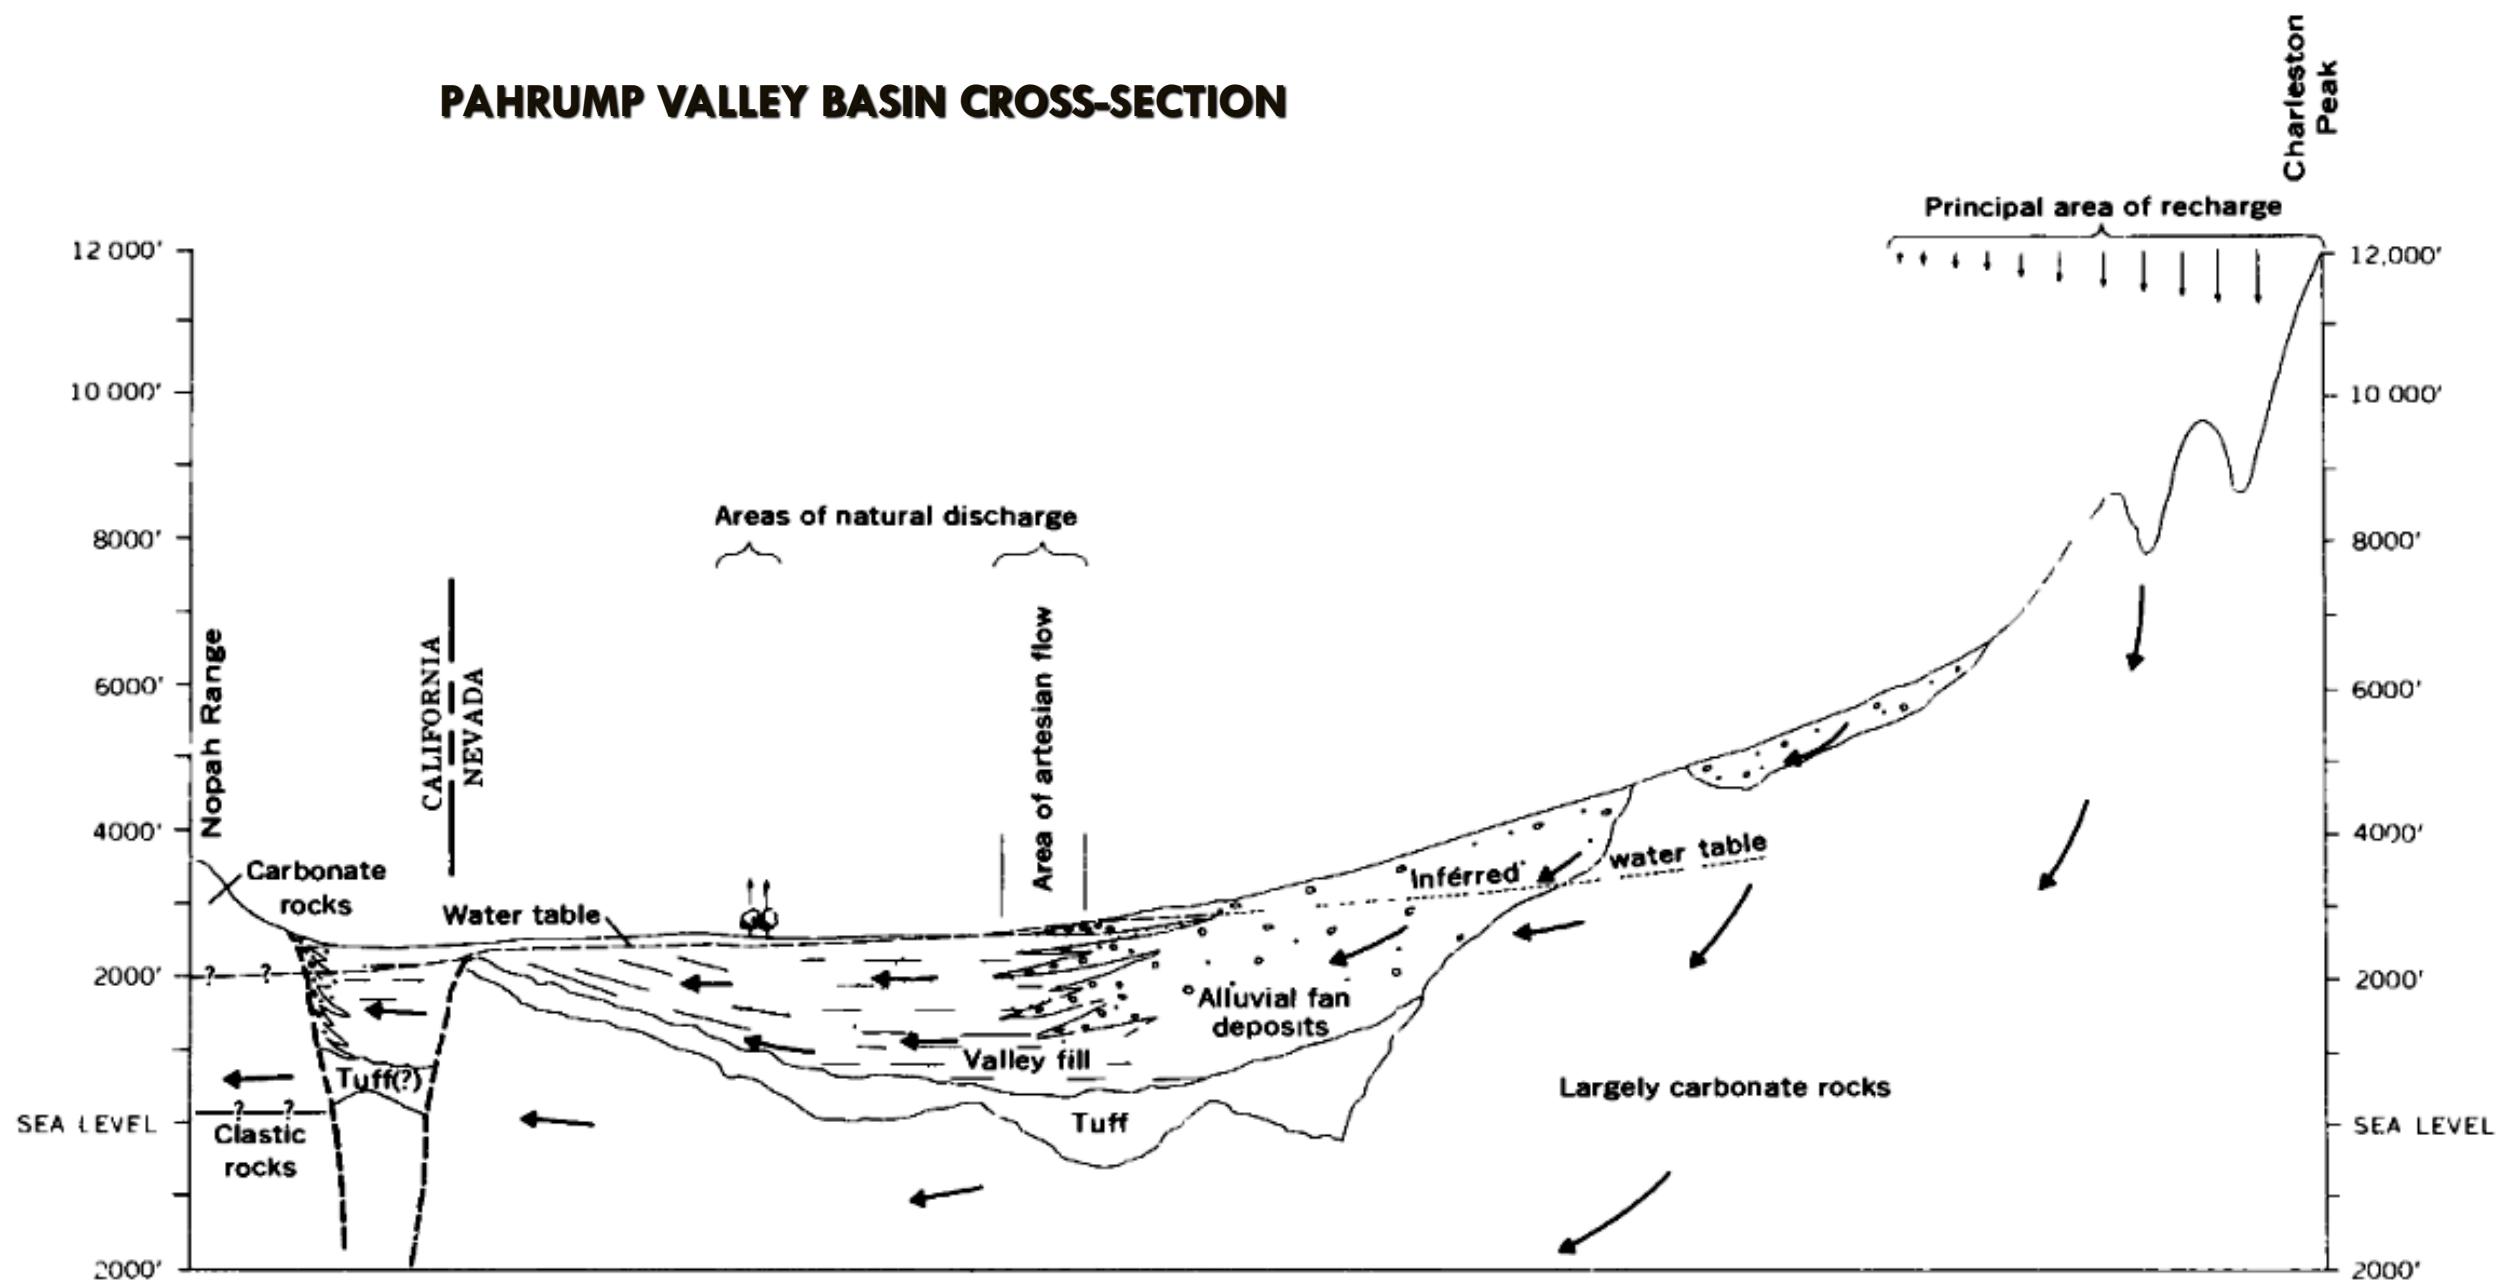 PAHRUMP VALLEY BASIN CROSS-SECTION
Charleston
Peak
Principal area of recharge
12 000'
12,000'
10 000'
10 000'
Areas of natural discharge
8000'
8000'
Nopah Range
CALIFORNIA
NEVADA
Area of artesian flow
6000'
6000'
4000'
4000'
Carbonate
rocks
Water table
Inferred water table
2000'
? ?
2000'
Alluvial fan
deposits
Valley fill
Tuff(?)
Largely carbonate rocks
? ?
SEA LEVEL
Clastic
rocks
Tuff
SEA LEVEL
2000'
2000'